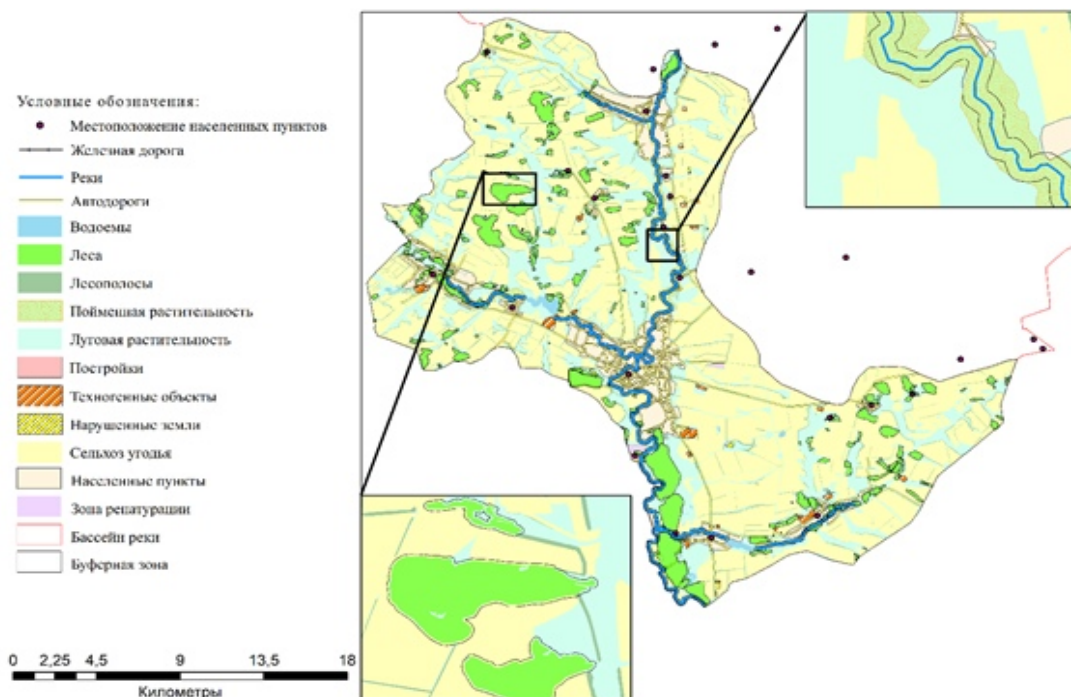 Условные обозначения:
Местоположение населенных пунктов
Железная дорога
Реки
Автодороги
Водоемы
Леса
Лесополосы
Пойменная растительность
Луговая растительность
Постройки
Техногенные объекты
Нарушенные земли
Сельхоз угодья
Населенные пункты
Зона репатурации
Бассейн реки
Буферная зона
0 2,25 4,5 9 13,5 18
Километры